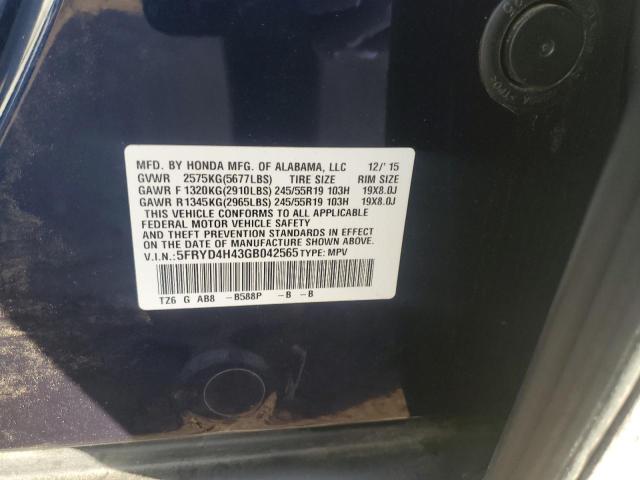 MFD. BY HONDA MFG. OF ALABAMA, LLC 12/'15
GVWR 2575KG(5677LBS) TIRE SIZE RIM SIZE
GAWR F 1320KG(2910LBS) 245/55R19 103H 19X8.0J
GAWR R1345KG(2965LBS) 245/55R19 103H 19X8.0J
THIS VEHICLE CONFORMS TO ALL APPLICABLE
FEDERAL MOTOR VEHICLE SAFETY
AND THEFT PREVENTION STANDARDS IN EFFECT
ON THE DATE OF MANUFACTURE SHOWN ABOVE.
V.I.N.:5FRYD4H43GB042565 TYPE: MPV
TZ6 G AB8 -B588P -B -B